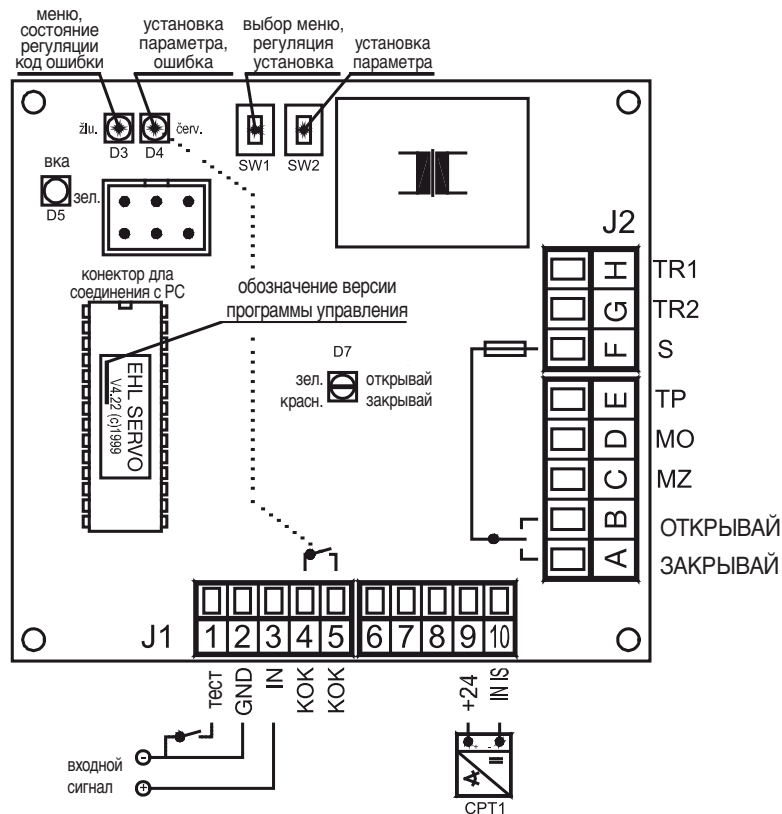 меню,
состояние
регуляции
код ошибки
установка
параметра,
ошибка
выбор меню,
регуляция
установка
установка
параметра
žlu.
D3
D4
červ.
SW1
SW2
вка
зел.
D5
J2
H TR1
G TR2
F S
E TP
D MO
C MZ
B ОТКРЫВАЙ
A ЗАКРЫВАЙ
конектор дла
соединения с PC
обозначение версии
программы управления
EHL SERVO
V4.22 (c)1999
D7
зел. открывай
красн. закрывай
J1
1 2 3 4 5 6 7 8 9 10
тест
GND
IN
KOK
KOK
+24
IN IS
входной
сигнал
- +
+ -
CPT1